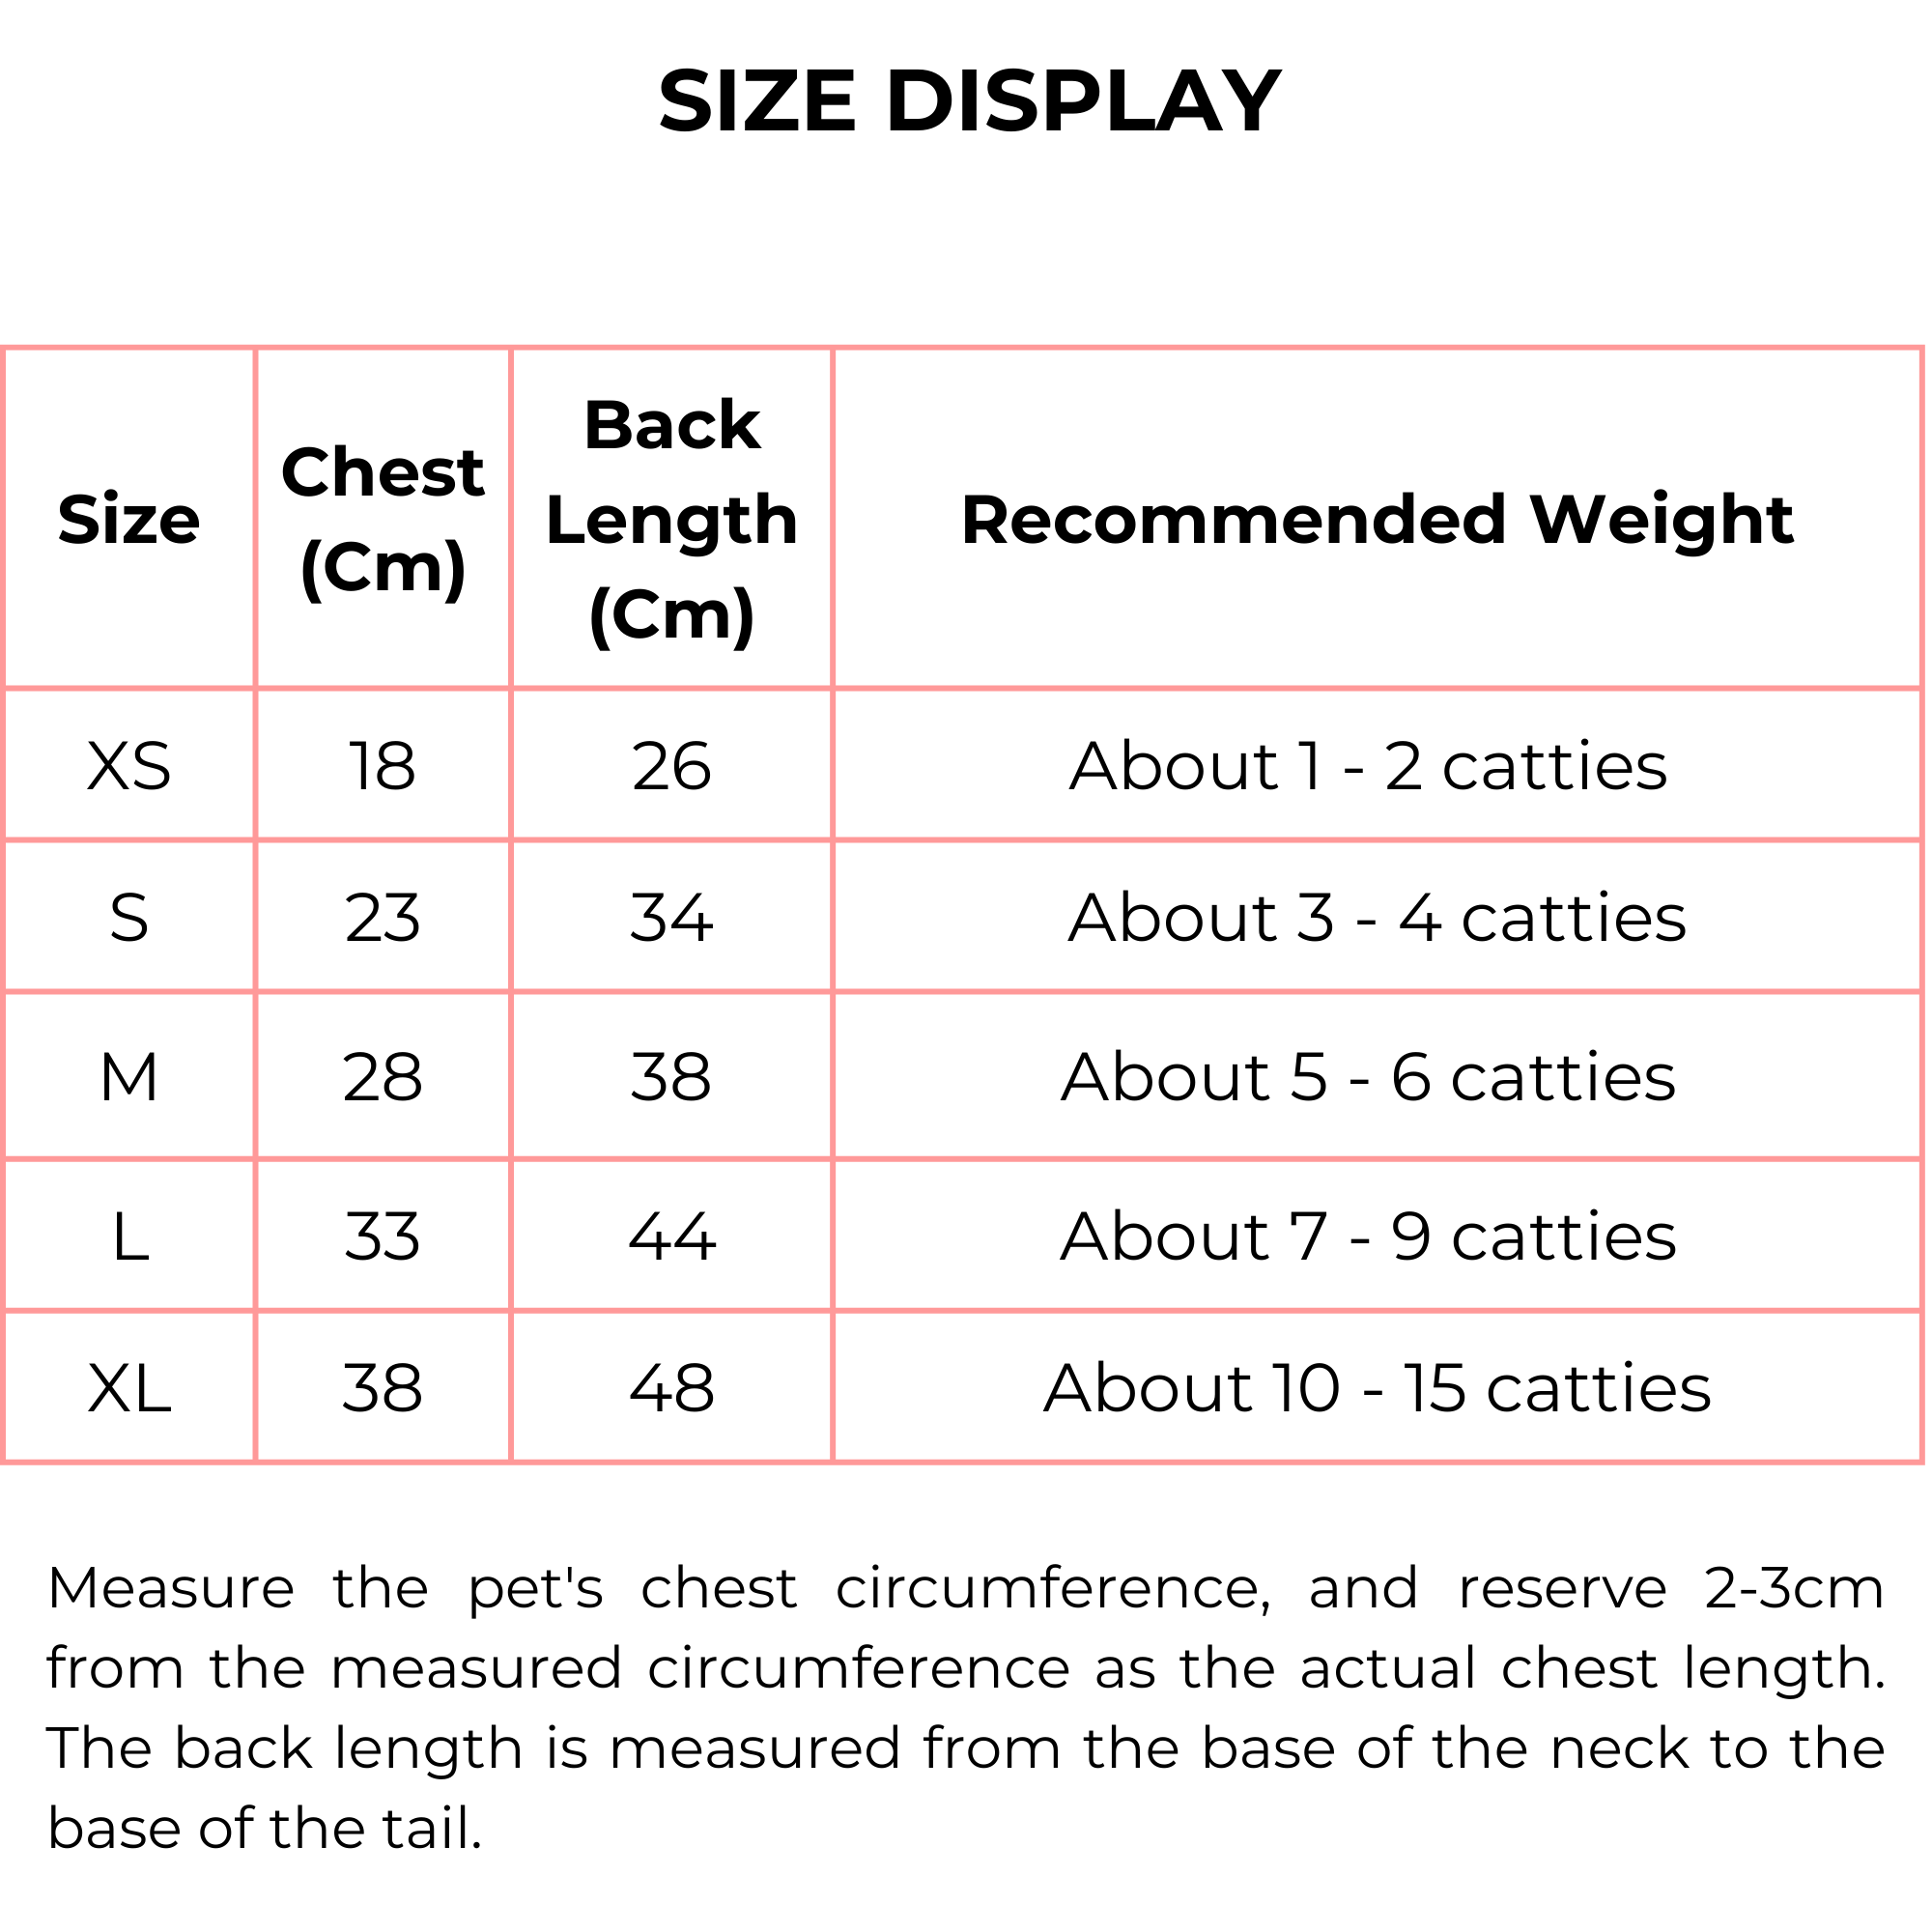 SIZE DISPLAY
Size
Chest
(Cm)
Back
Length
(Cm)
Recommended Weight
XS 18 26 About 1 - 2 catties
S 23 34 About 3 - 4 catties
M 28 38 About 5 - 6 catties
L 33 44 About 7 - 9 catties
XL 38 48 About 10 - 15 catties
Measure the pet's chest circumference, and reserve 2-3cm
from the measured circumference as the actual chest length.
The back length is measured from the base of the neck to the
base of the tail.